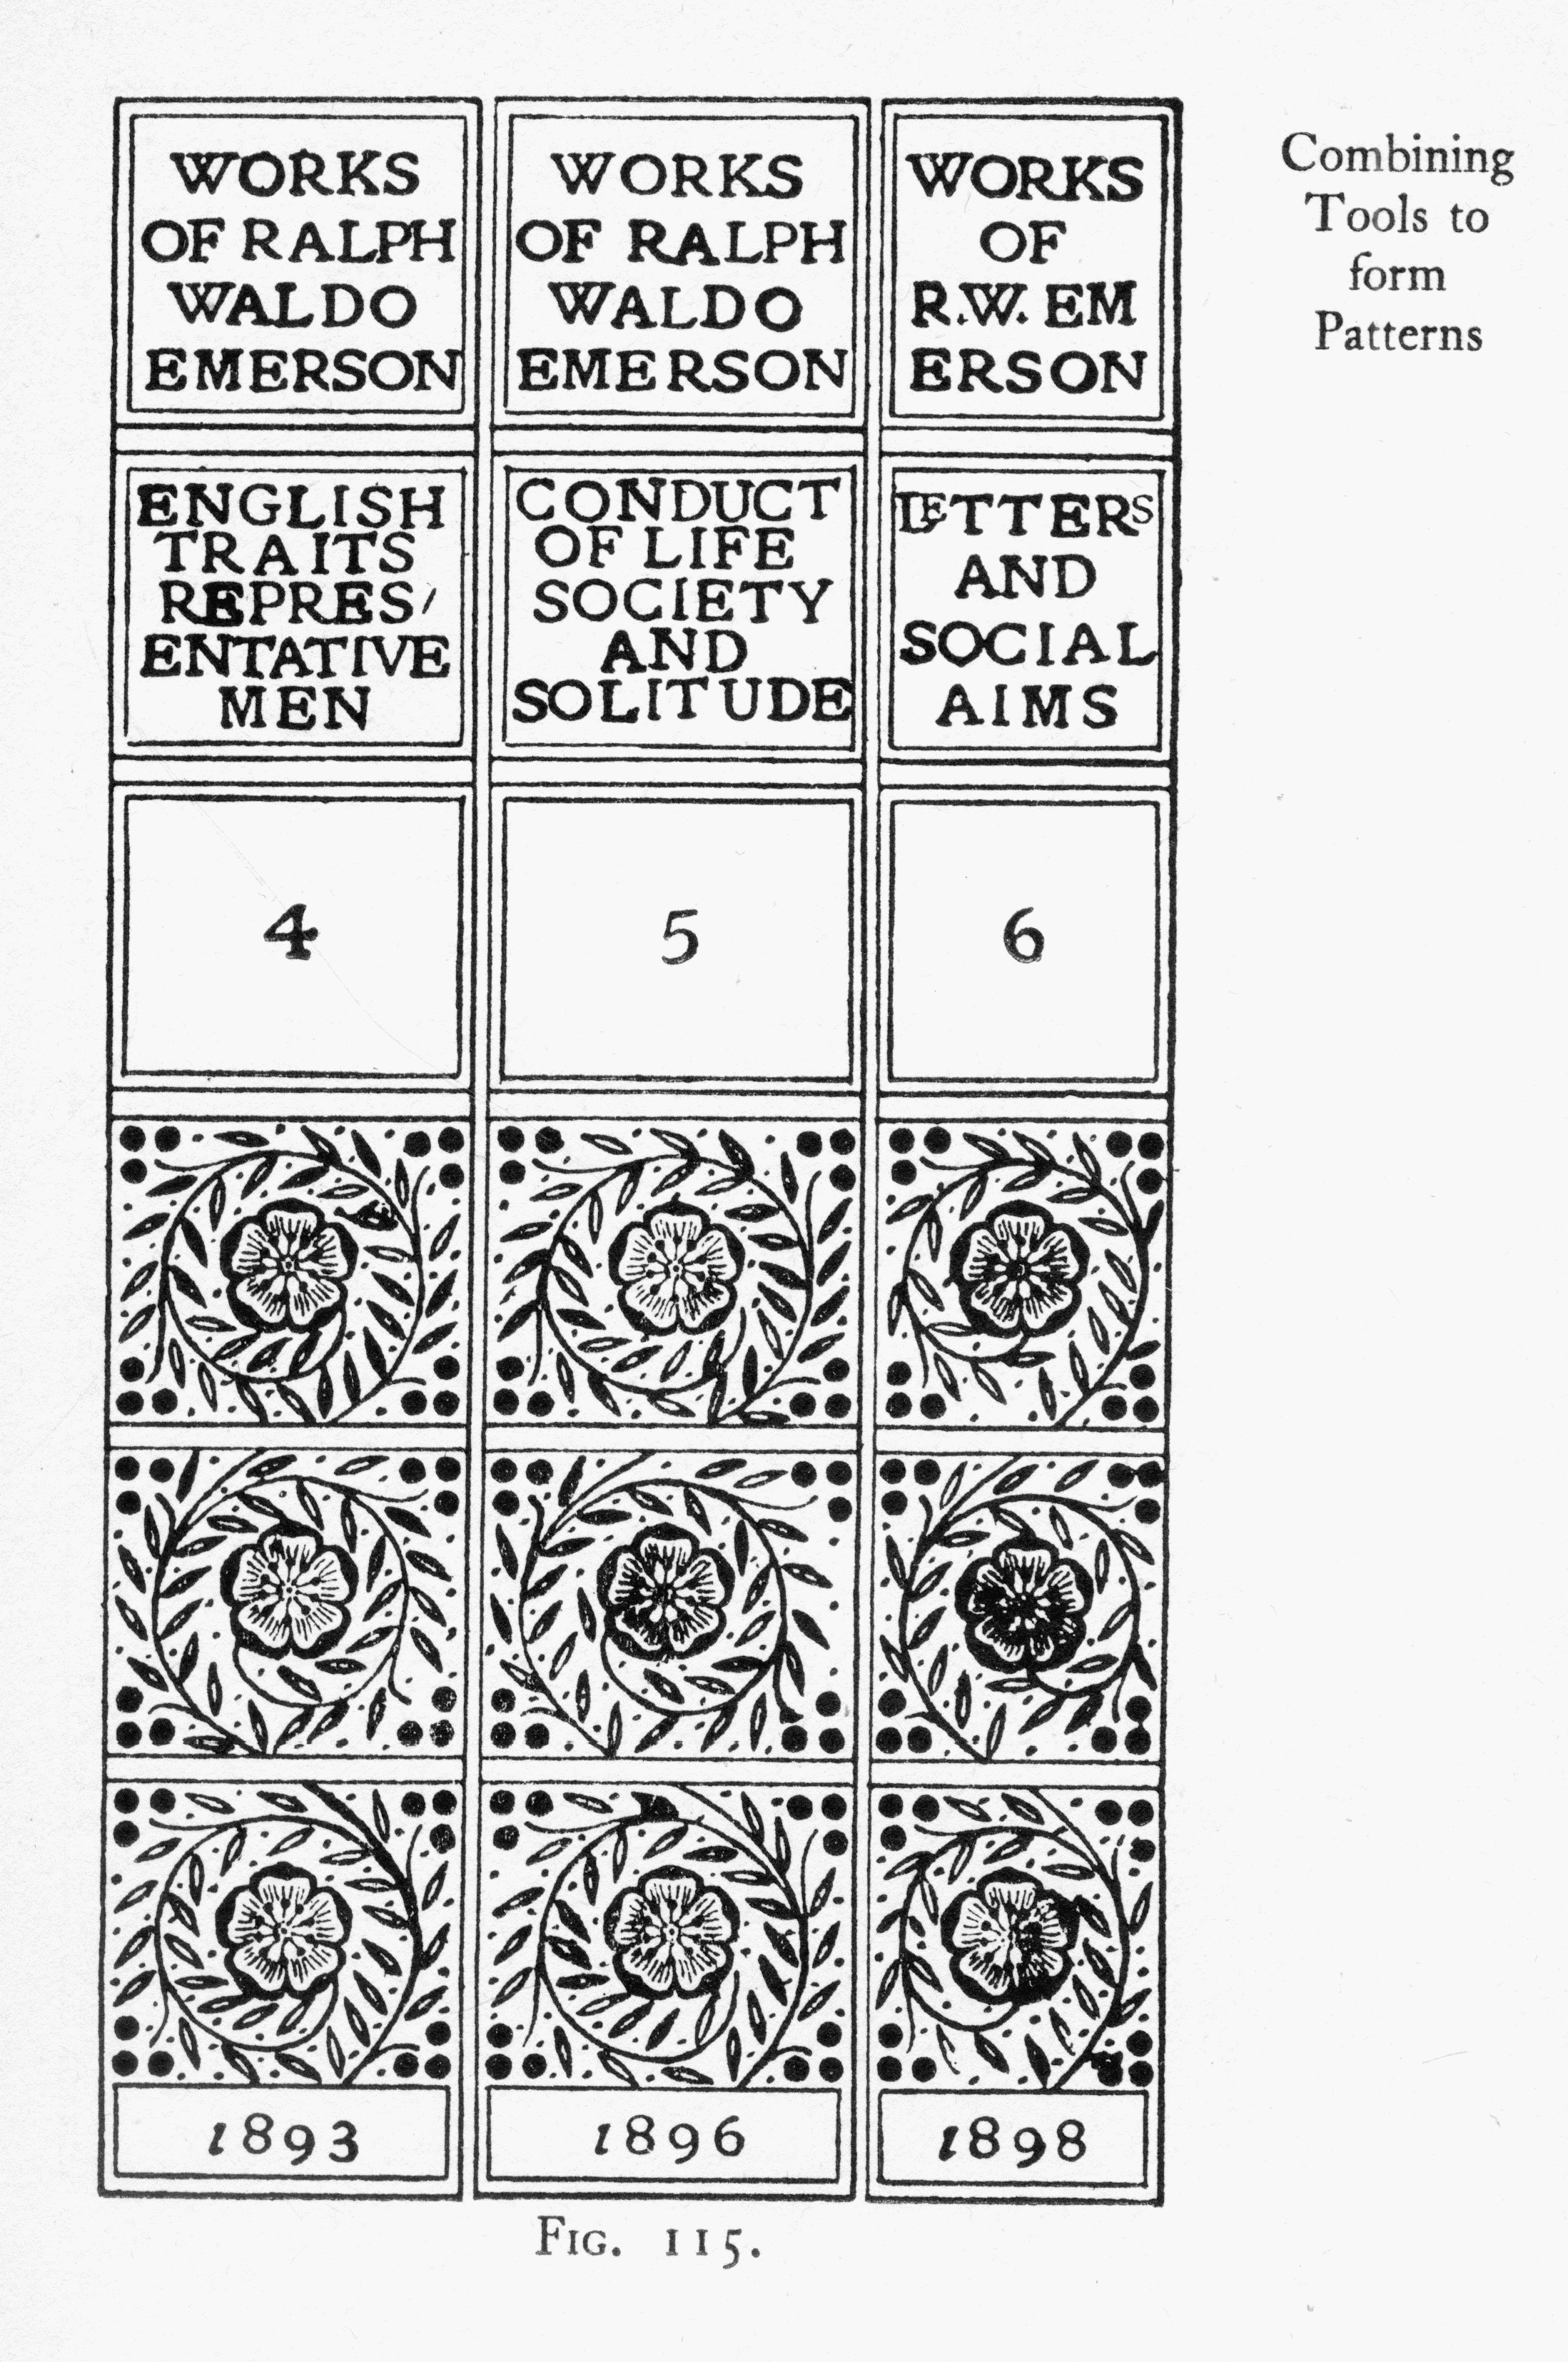 WORKS
OF RALPH
WALDO
EMERSON
ENGLISH
TRAITS
REPRES/
ENTATIVE
MEN
4
1893
WORKS
OF RALPH
WALDO
EMERSON
CONDUCT
OF LIFE
SOCIETY
AND
SOLITUDE
5
1896
WORKS
OF
R.W. EM
ERSON
LETTERS
AND
SOCIAL
AIMS
6
1898
Combining
Tools to
form
Patterns
FIG. 115.